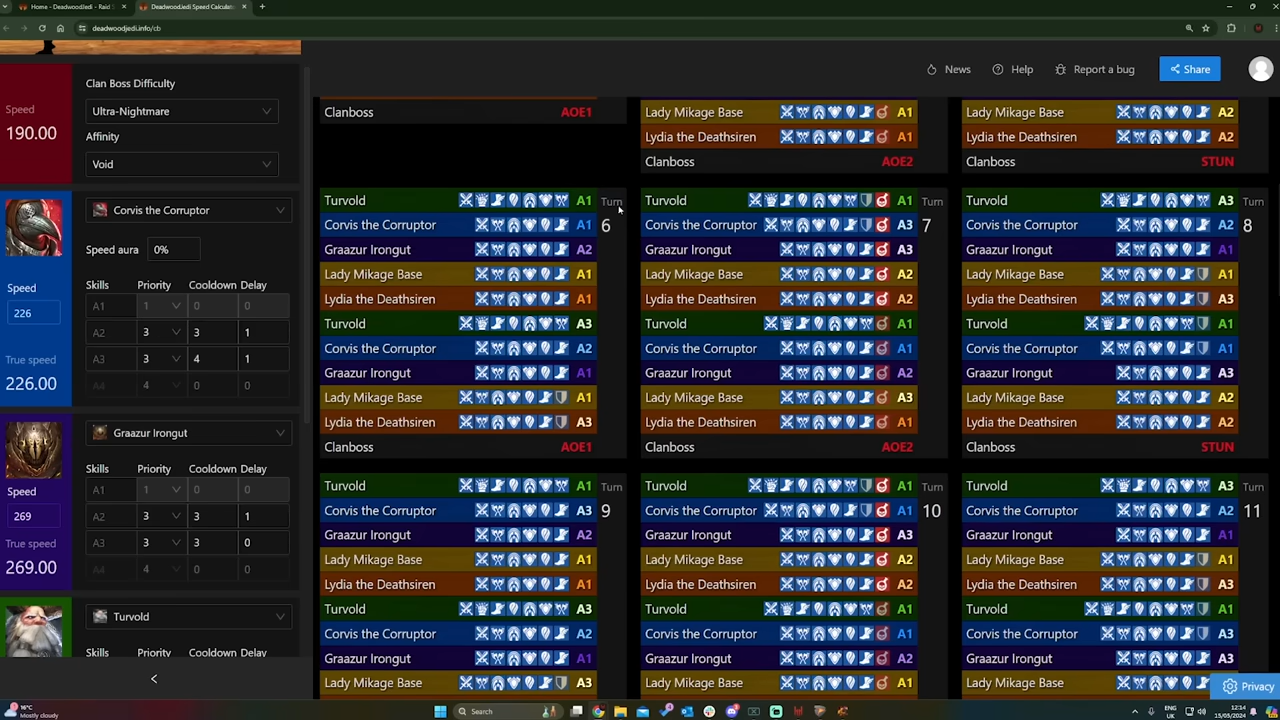 Home - DeadwoodJedi - Raid S
DeadwoodJedi Speed Calculat
deadwoodjedi.info/cb
News
Help
Report a bug
Share
Speed
190.00
Clan Boss Difficulty
Ultra-Nightmare
Affinity
Void
Corvis the Corruptor
Speed aura
0%
Speed
226
True speed
226.00
Skills Priority Cooldown Delay
A1 1 0 0
A2 3 3 1
A3 3 4 1
A4 4 0 0
Graazur Irongut
Speed
269
True speed
269.00
Skills Priority Cooldown Delay
A1 1 0 0
A2 3 3 1
A3 3 3 0
A4 4 0 0
Turvold
Skills Priority Cooldown Delay
Clanboss AOE1
Lady Mikage Base A1
Lydia the Deathsiren A1
Clanboss AOE2
Lady Mikage Base A2
Lydia the Deathsiren A2
Clanboss STUN
Turn
6
Turvold A1
Corvis the Corruptor A1
Graazur Irongut A2
Lady Mikage Base A1
Lydia the Deathsiren A1
Turvold A3
Corvis the Corruptor A2
Graazur Irongut A1
Lady Mikage Base A1
Lydia the Deathsiren A3
Clanboss AOE1
Turn
7
Turvold A1
Corvis the Corruptor A3
Graazur Irongut A3
Lady Mikage Base A2
Lydia the Deathsiren A2
Turvold A1
Corvis the Corruptor A1
Graazur Irongut A2
Lady Mikage Base A3
Lydia the Deathsiren A1
Clanboss AOE2
Turn
8
Turvold A3
Corvis the Corruptor A2
Graazur Irongut A1
Lady Mikage Base A1
Lydia the Deathsiren A3
Turvold A1
Corvis the Corruptor A1
Graazur Irongut A3
Lady Mikage Base A2
Lydia the Deathsiren A2
Clanboss STUN
Turn
9
Turvold A1
Corvis the Corruptor A3
Graazur Irongut A2
Lady Mikage Base A1
Lydia the Deathsiren A1
Turvold A3
Corvis the Corruptor A2
Graazur Irongut A1
Lady Mikage Base A3
Turn
10
Turvold A1
Corvis the Corruptor A1
Graazur Irongut A3
Lady Mikage Base A2
Lydia the Deathsiren A2
Turvold A1
Corvis the Corruptor A1
Graazur Irongut A2
Lady Mikage Base A1
Turn
11
Turvold A3
Corvis the Corruptor A2
Graazur Irongut A1
Lady Mikage Base A1
Lydia the Deathsiren A3
Turvold A1
Corvis the Corruptor A3
Graazur Irongut A3
Lady Mikage Base
Privacy
16°C
Mostly cloudy
Search
ENG
UK
12:14
15/05/2024